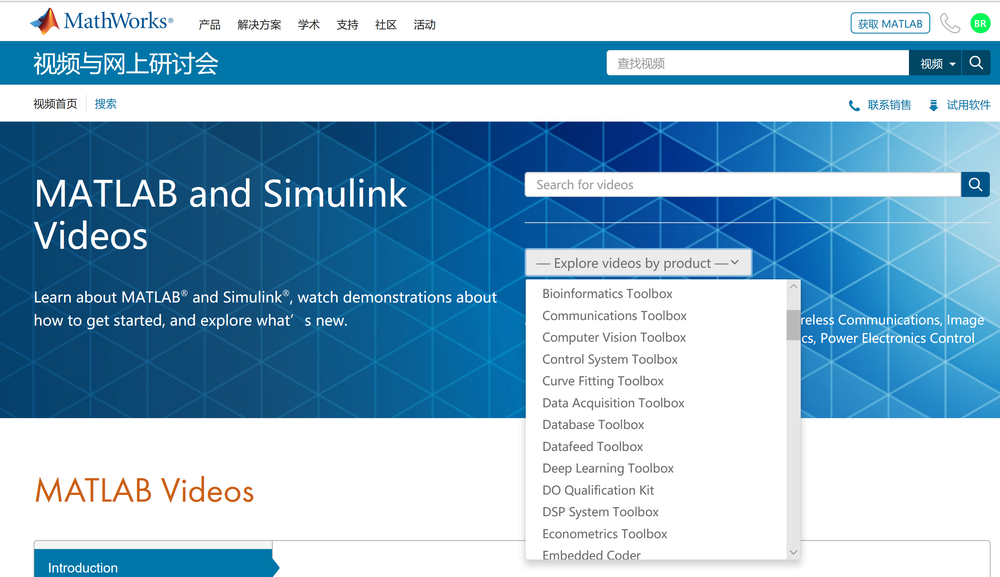 MathWorks®
产品 解决方案 学术 支持 社区 活动
获取 MATLAB
BR
视频与网上研讨会
查找视频
视频
视频首页
搜索
联系销售
试用软件
MATLAB and Simulink
Videos
Learn about MATLAB® and Simulink®, watch demonstrations about
how to get started, and explore what’s new.
Search for videos
— Explore videos by product —
Bioinformatics Toolbox
Communications Toolbox
Computer Vision Toolbox
Control System Toolbox
Curve Fitting Toolbox
Data Acquisition Toolbox
Database Toolbox
Datafeed Toolbox
Deep Learning Toolbox
DO Qualification Kit
DSP System Toolbox
Econometrics Toolbox
Embedded Coder
reless Communications, Image
cs, Power Electronics Control
MATLAB Videos
Introduction